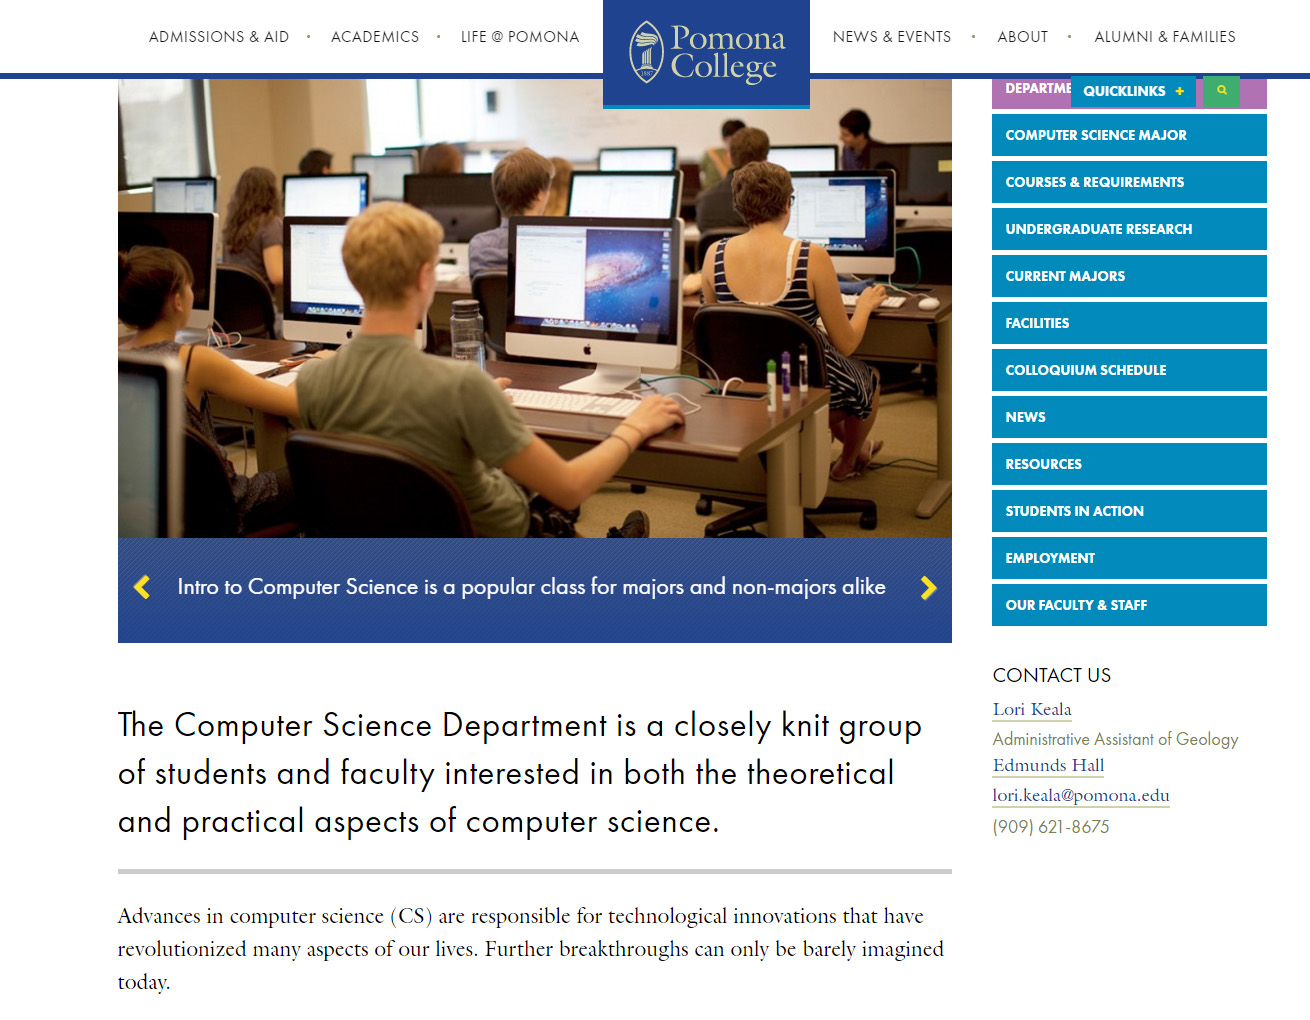 ADMISSIONS & AID • ACADEMICS • LIFE @ POMONA
Pomona
College
1887
NEWS & EVENTS • ABOUT • ALUMNI & FAMILIES
QUICKLINKS +
COMPUTER SCIENCE MAJOR
COURSES & REQUIREMENTS
UNDERGRADUATE RESEARCH
CURRENT MAJORS
FACILITIES
COLLOQUIUM SCHEDULE
NEWS
RESOURCES
STUDENTS IN ACTION
EMPLOYMENT
OUR FACULTY & STAFF
Intro to Computer Science is a popular class for majors and non-majors alike
The Computer Science Department is a closely knit group
of students and faculty interested in both the theoretical
and practical aspects of computer science.
Advances in computer science (CS) are responsible for technological innovations that have
revolutionized many aspects of our lives. Further breakthroughs can only be barely imagined
today.
CONTACT US
Lori Keala
Administrative Assistant of Geology
Edmunds Hall
lori.keala@pomona.edu
(909) 621-8675